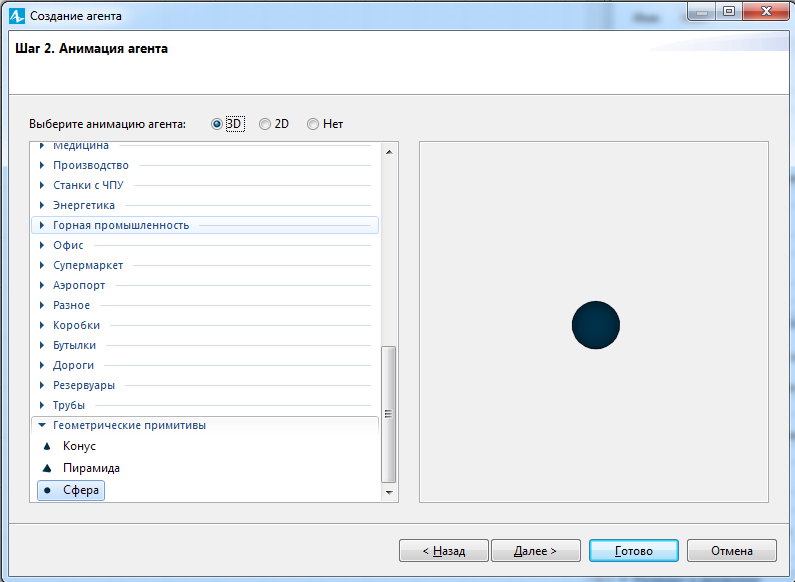 Создание агента
Шаг 2. Анимация агента
Выберите анимацию агента: 3D 2D Нет
Медицина
Производство
Станки с ЧПУ
Энергетика
Горная промышленность
Офис
Супермаркет
Аэропорт
Разное
Коробки
Бутылки
Дороги
Резервуары
Трубы
Геометрические примитивы
Конус
Пирамида
Сфера
< Назад Далее > Готово Отмена